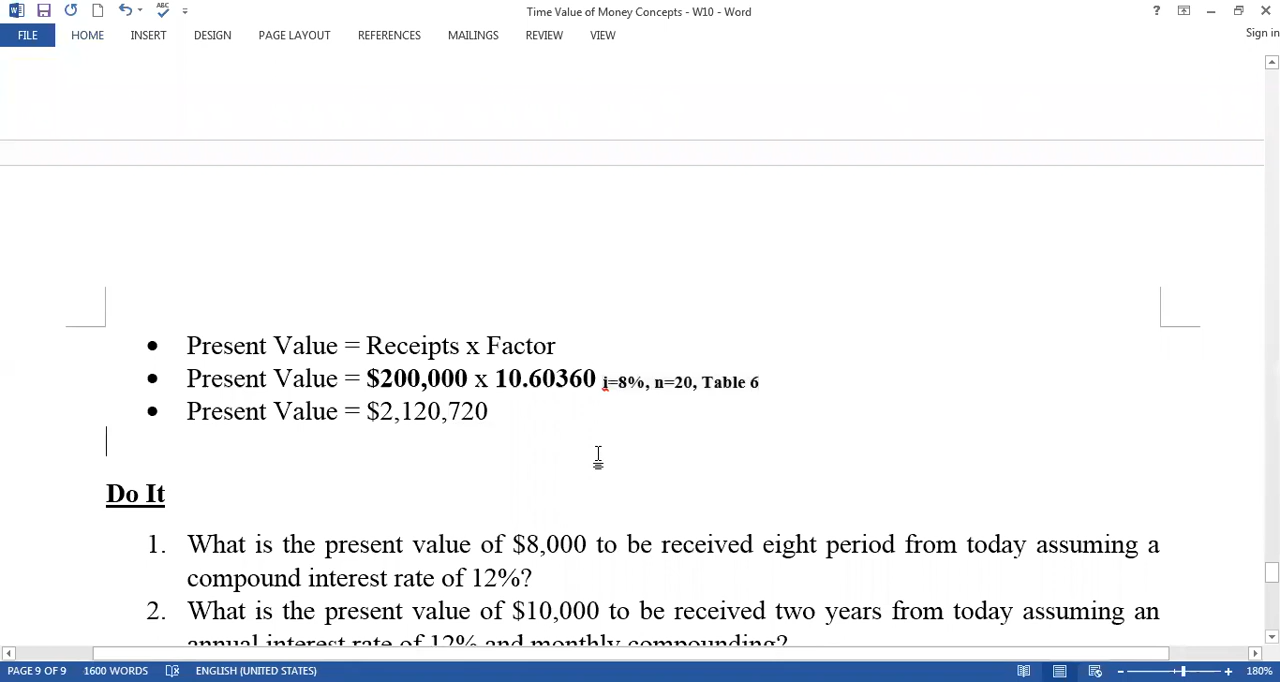 Time Value of Money Concepts - W10 - Word
?
Sign in
FILE HOME INSERT DESIGN PAGE LAYOUT REFERENCES MAILINGS REVIEW VIEW
• Present Value = Receipts x Factor
• Present Value = $200,000 x 10.60360 i=8%, n=20, Table 6
• Present Value = $2,120,720
Do It
1. What is the present value of $8,000 to be received eight period from today assuming a
compound interest rate of 12%?
2. What is the present value of $10,000 to be received two years from today assuming an
annual interest rate of 12% and monthly compounding?
PAGE 9 OF 9 1600 WORDS ENGLISH (UNITED STATES) 180%